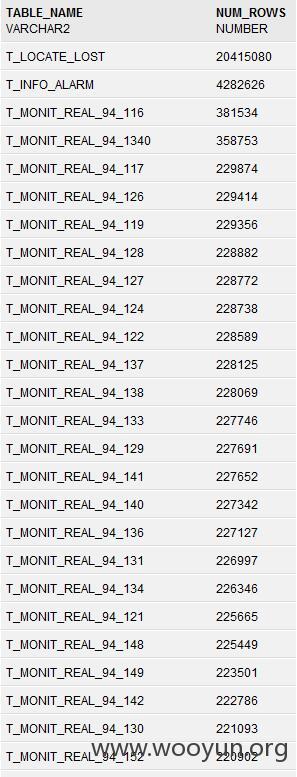 TABLE_NAME NUM_ROWS
VARCHAR2 NUMBER
T_LOCATE_LOST 20415080
T_INFO_ALARM 4282626
T_MONIT_REAL_94_116 381534
T_MONIT_REAL_94_1340 358753
T_MONIT_REAL_94_117 229874
T_MONIT_REAL_94_126 229414
T_MONIT_REAL_94_119 229356
T_MONIT_REAL_94_128 228882
T_MONIT_REAL_94_127 228772
T_MONIT_REAL_94_124 228738
T_MONIT_REAL_94_122 228589
T_MONIT_REAL_94_137 228125
T_MONIT_REAL_94_138 228069
T_MONIT_REAL_94_133 227746
T_MONIT_REAL_94_129 227691
T_MONIT_REAL_94_141 227652
T_MONIT_REAL_94_140 227342
T_MONIT_REAL_94_136 227127
T_MONIT_REAL_94_131 226997
T_MONIT_REAL_94_134 226346
T_MONIT_REAL_94_121 225665
T_MONIT_REAL_94_148 225449
T_MONIT_REAL_94_149 223501
T_MONIT_REAL_94_142 222786
T_MONIT_REAL_94_130 221093
T_MONIT_REAL_94_152 220902
www.wooyun.org